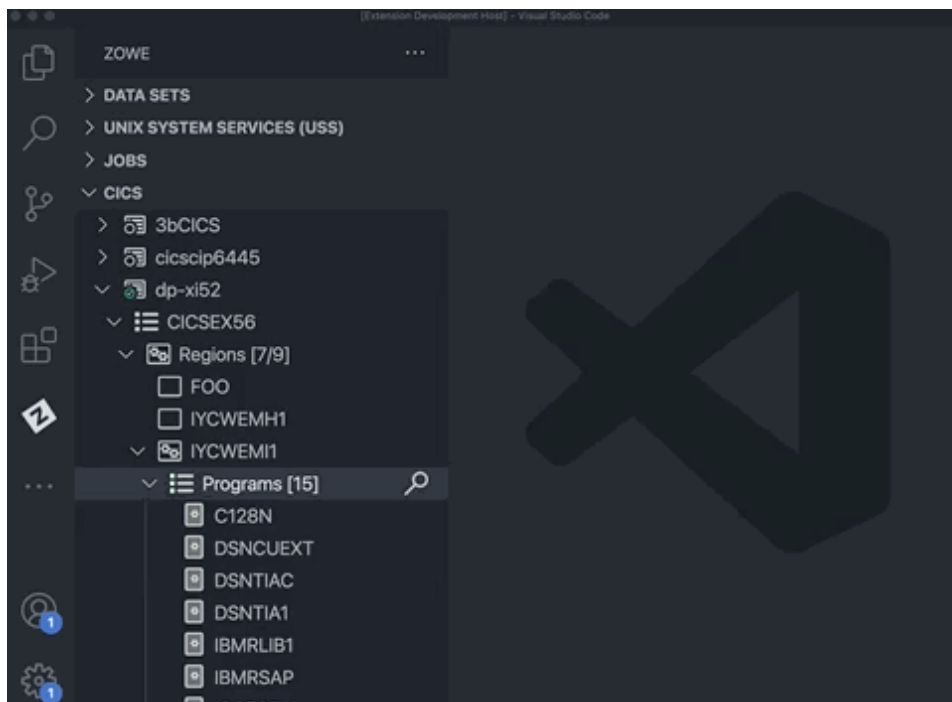 [Extension Development Host] - Visual Studio Code
ZOWE
DATA SETS
UNIX SYSTEM SERVICES (USS)
JOBS
CICS
3bCICS
cicscip6445
dp-xi52
CICSEX56
Regions [7/9]
FOO
IYCWEMH1
IYCWEMI1
Programs [15]
C128N
DSNCUEXT
DSNTIAC
DSNTIA1
IBMRLIB1
1
IBMRSAP
1